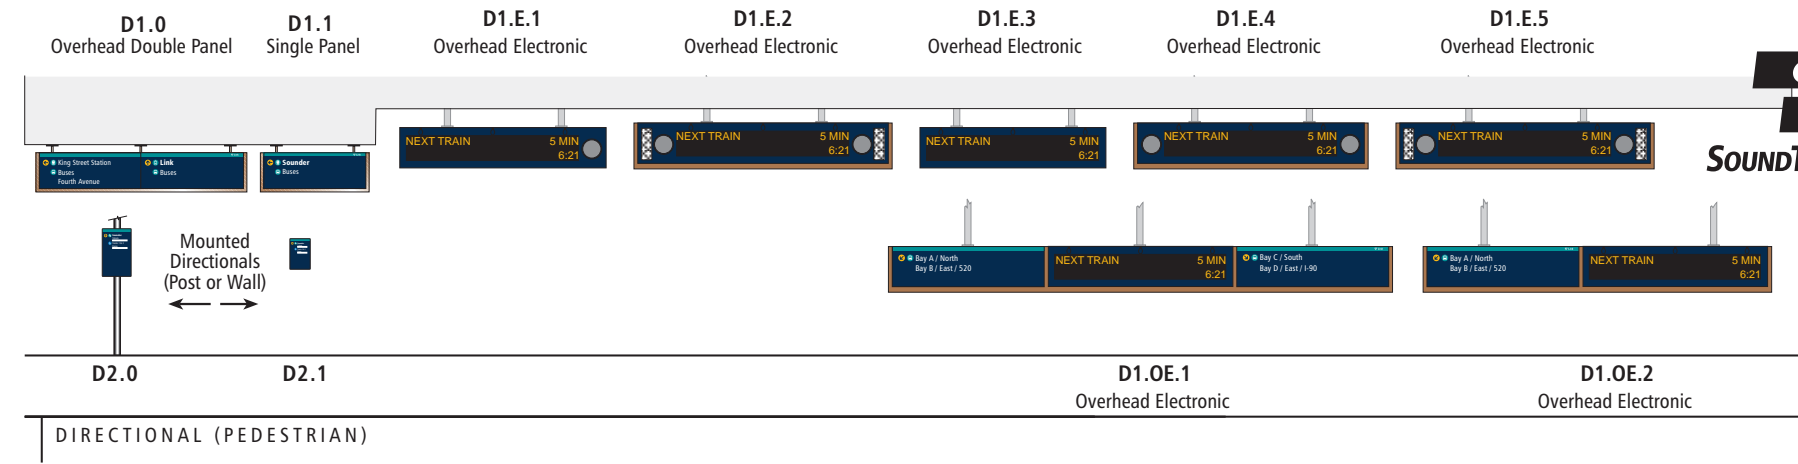 D1.0
Overhead Double Panel
D1.1
Single Panel
D1.E.1
Overhead Electronic
D1.E.2
Overhead Electronic
D1.E.3
Overhead Electronic
D1.E.4
Overhead Electronic
D1.E.5
Overhead Electronic
King Street Station
Buses
Fourth Avenue
Link
Buses
Sounder
Buses
NEXT TRAIN 5 MIN
6:21
NEXT TRAIN 5 MIN
6:21
NEXT TRAIN 5 MIN
6:21
NEXT TRAIN 5 MIN
6:21
NEXT TRAIN 5 MIN
6:21
SOUNDT
Mounted
Directionals
(Post or Wall)
Bay A / North
Bay B / East / 520
NEXT TRAIN 5 MIN
6:21
Bay C / South
Bay D / East / I-90
Bay A / North
Bay B / East / 520
NEXT TRAIN 5 MIN
6:21
D2.0
D2.1
D1.OE.1
Overhead Electronic
D1.OE.2
Overhead Electronic
DIRECTIONAL (PEDESTRIAN)